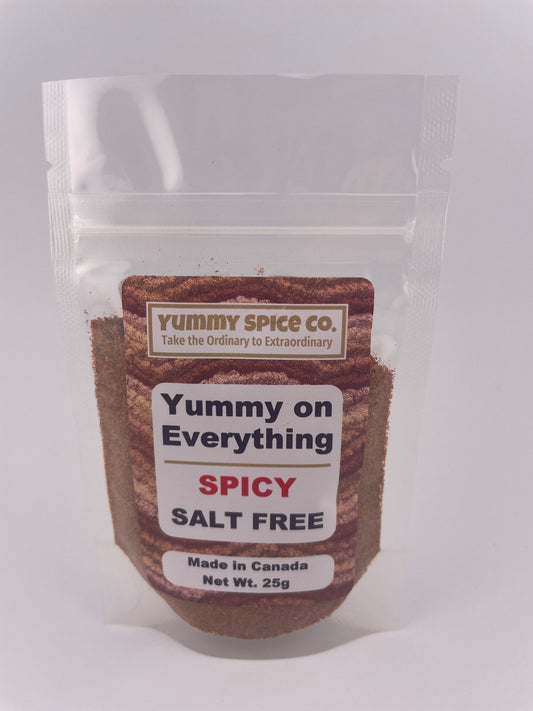 Yummy Spice Co.
Take the Ordinary to Extraordinary
Yummy on
Everything
SPICY
SALT FREE
Made in Canada
Net Wt. 25g